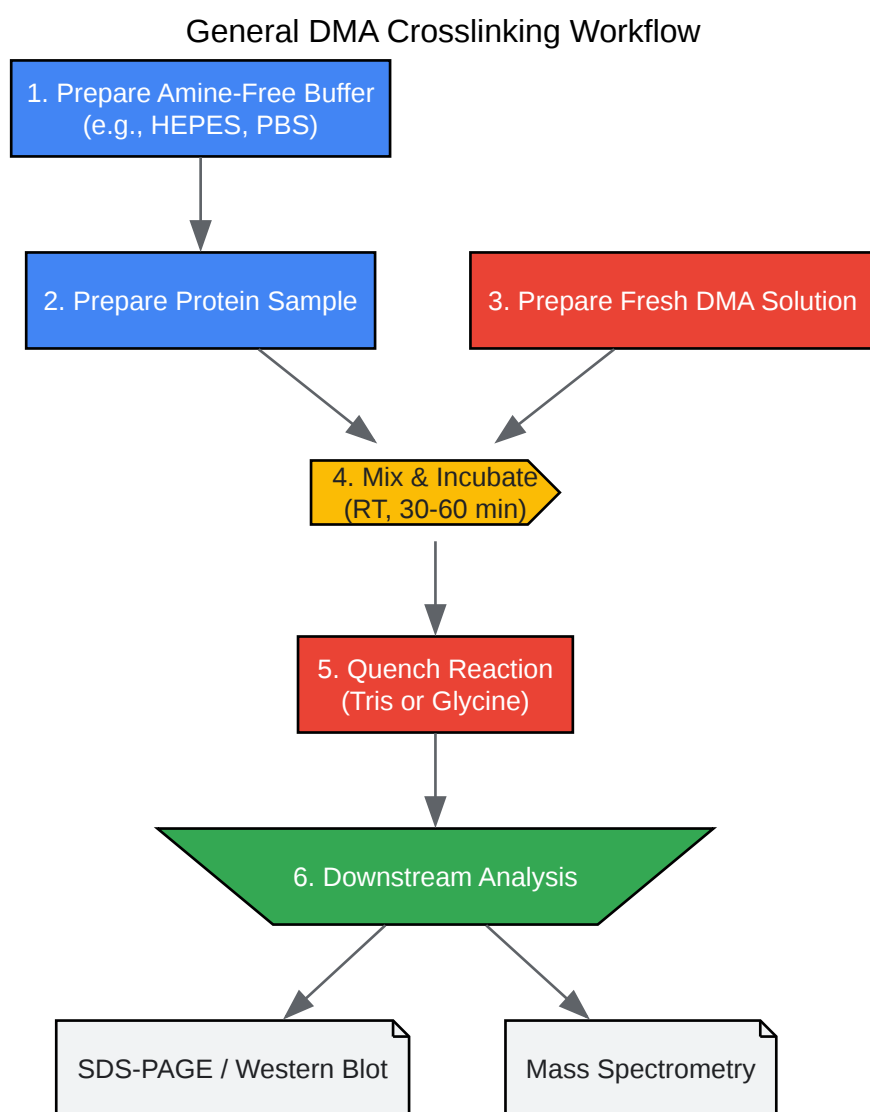 General DMA Crosslinking Workflow
1. Prepare Amine-Free Buffer
(e.g., HEPES, PBS)
2. Prepare Protein Sample
3. Prepare Fresh DMA Solution
4. Mix & Incubate
(RT, 30-60 min)
5. Quench Reaction
(Tris or Glycine)
6. Downstream Analysis
SDS-PAGE / Western Blot
Mass Spectrometry